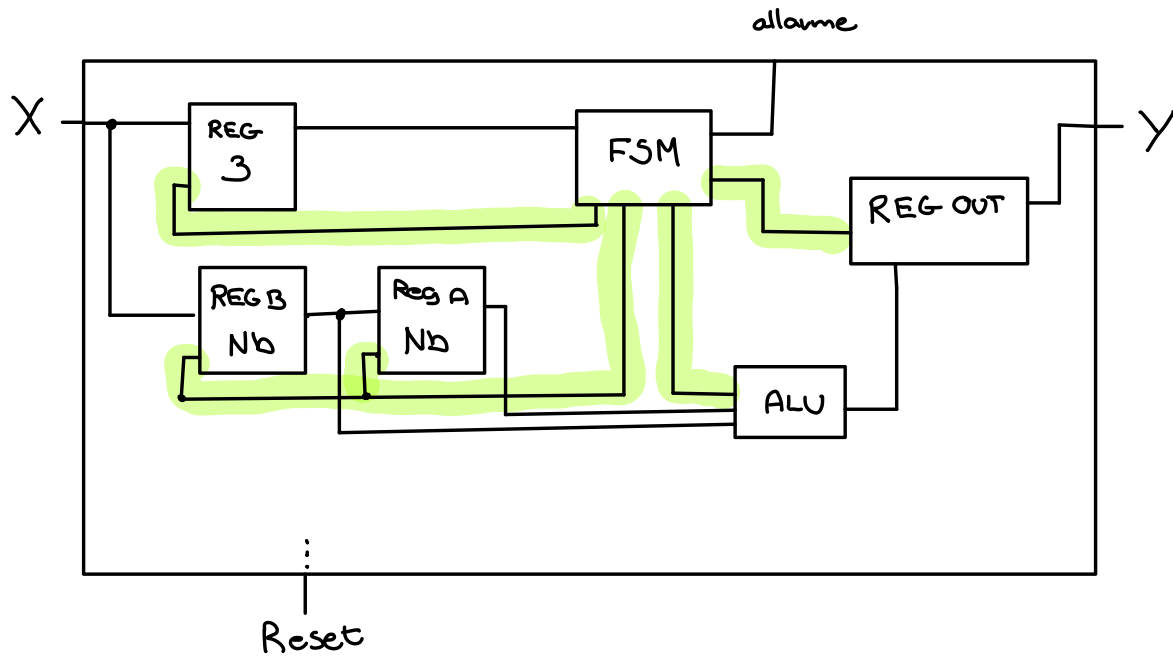 allarme
X
REG
3
FSM
Y
REG OUT
REG B
Nb
Reg A
Nb
ALU
Reset